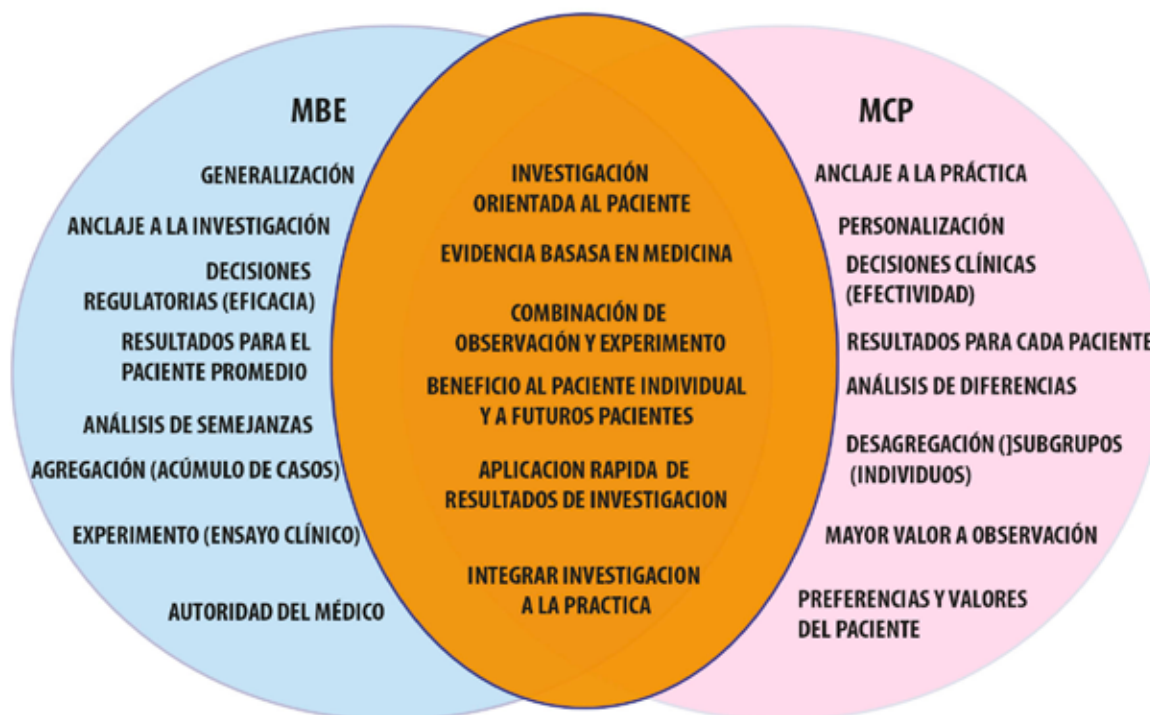 MBE
GENERALIZACIÓN
ANCLAJE A LA INVESTIGACIÓN
DECISIONES
REGULATORIAS (EFICACIA)
RESULTADOS PARA EL
PACIENTE PROMEDIO
ANÁLISIS DE SEMEJANZAS
AGREGACIÓN (ACÚMULO DE CASOS)
EXPERIMENTO (ENSAYO CLÍNICO)
AUTORIDAD DEL MÉDICO
INVESTIGACIÓN
ORIENTADA AL PACIENTE
EVIDENCIA BASASA EN MEDICINA
COMBINACIÓN DE
OBSERVACIÓN Y EXPERIMENTO
BENEFICIO AL PACIENTE INDIVIDUAL
Y A FUTUROS PACIENTES
APLICACION RAPIDA DE
RESULTADOS DE INVESTIGACION
INTEGRAR INVESTIGACION
A LA PRACTICA
MCP
ANCLAJE A LA PRÁCTICA
PERSONALIZACIÓN
DECISIONES CLÍNICAS
(EFECTIVIDAD)
RESULTADOS PARA CADA PACIENTE
ANÁLISIS DE DIFERENCIAS
DESAGREGACIÓN (]SUBGRUPOS
(INDIVIDUOS)
MAYOR VALOR A OBSERVACIÓN
PREFERENCIAS Y VALORES
DEL PACIENTE